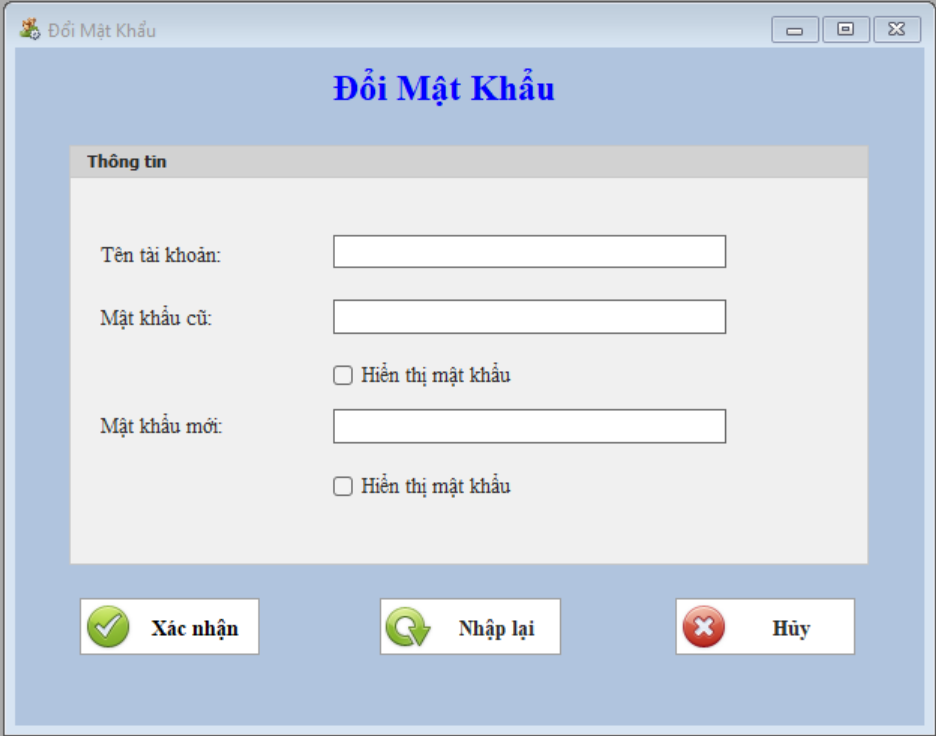 Đổi Mật Khẩu
Đổi Mật Khẩu
Thông tin
Tên tài khoản:
Mật khẩu cũ:
Hiển thị mật khẩu
Mật khẩu mới:
Hiển thị mật khẩu
Xác nhận Nhập lại Hủy